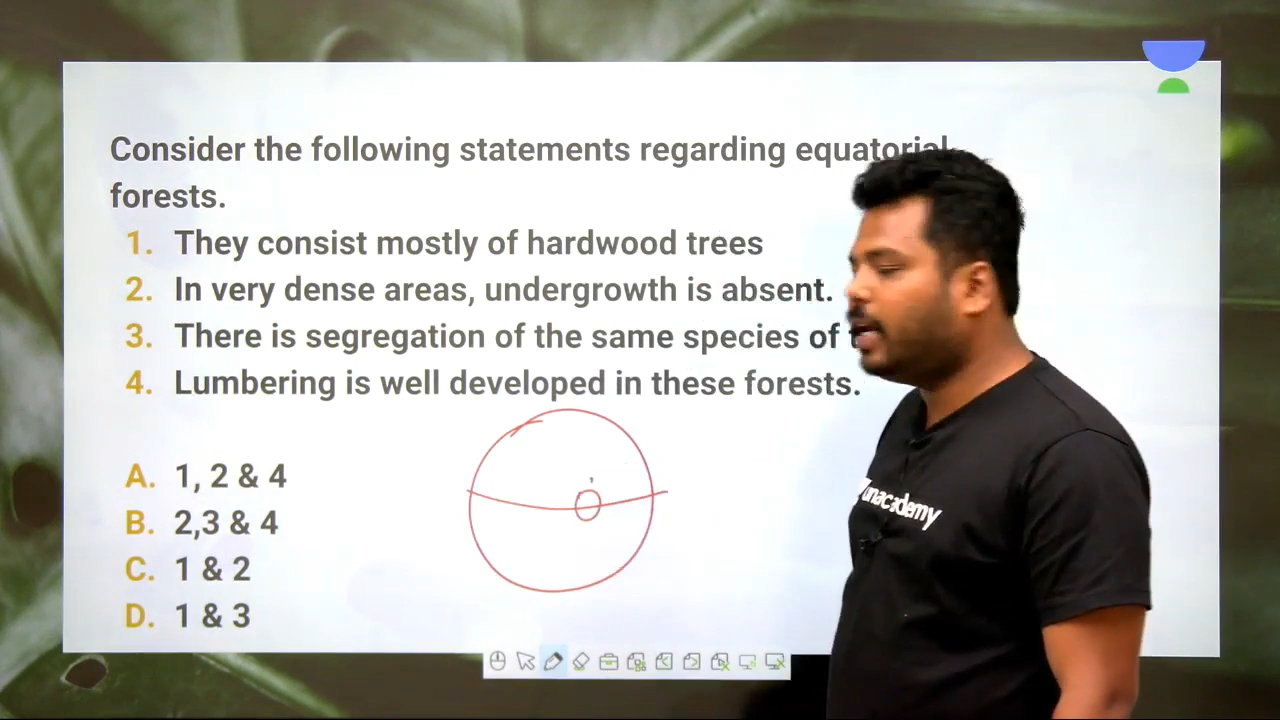 Consider the following statements regarding equatorial
forests.
1. They consist mostly of hardwood trees
2. In very dense areas, undergrowth is absent.
3. There is segregation of the same species of
4. Lumbering is well developed in these forests.
A. 1, 2 & 4
B. 2,3 & 4
C. 1 & 2
D. 1 & 3
unacademy